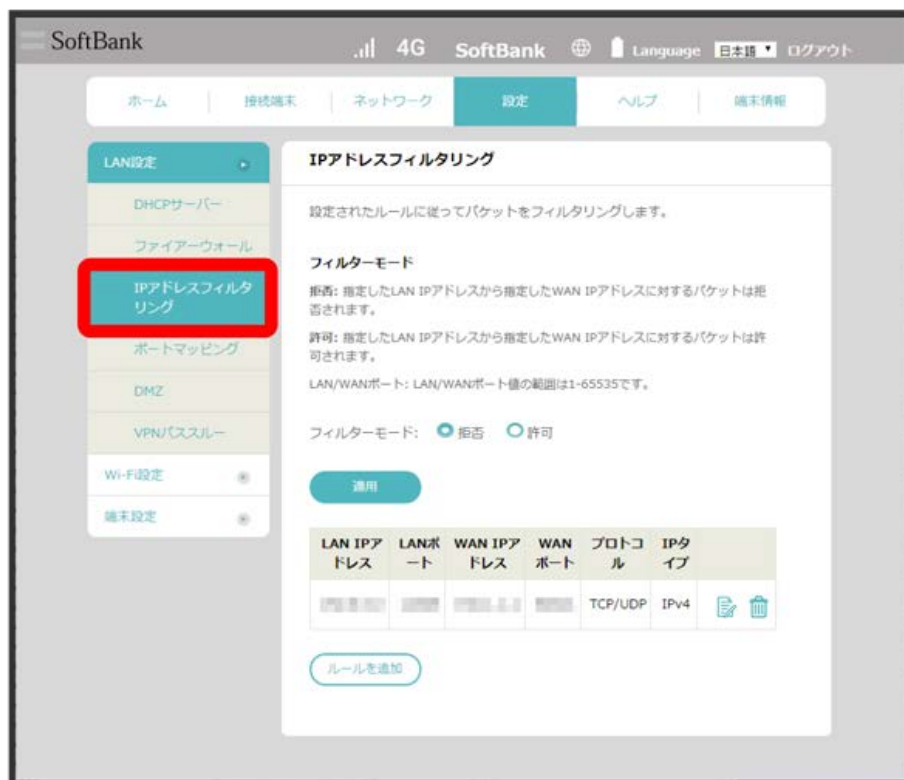 SoftBank
4G SoftBank Language 日本語 ログアウト
ホーム 接続端末 ネットワーク 設定 ヘルプ 端末情報
LAN設定
DHCPサーバー
ファイアーウォール
IPアドレスフィルタ
リング
ポートマッピング
DMZ
VPNパススルー
Wi-Fi設定
端末設定
IPアドレスフィルタリング
設定されたルールに従ってパケットをフィルタリングします。
フィルターモード
拒否: 指定したLAN IPアドレスから指定したWAN IPアドレスに対するパケットは拒
否されます。
許可: 指定したLAN IPアドレスから指定したWAN IPアドレスに対するパケットは許
可されます。
LAN/WANポート: LAN/WANポート値の範囲は1-65535です。
フィルターモード: 拒否 許可
適用
LAN IPア LANポ WAN IPア WAN プロトコ IPタ
ドレス ート ドレス ポート ル イプ
TCP/UDP IPv4
ルールを追加